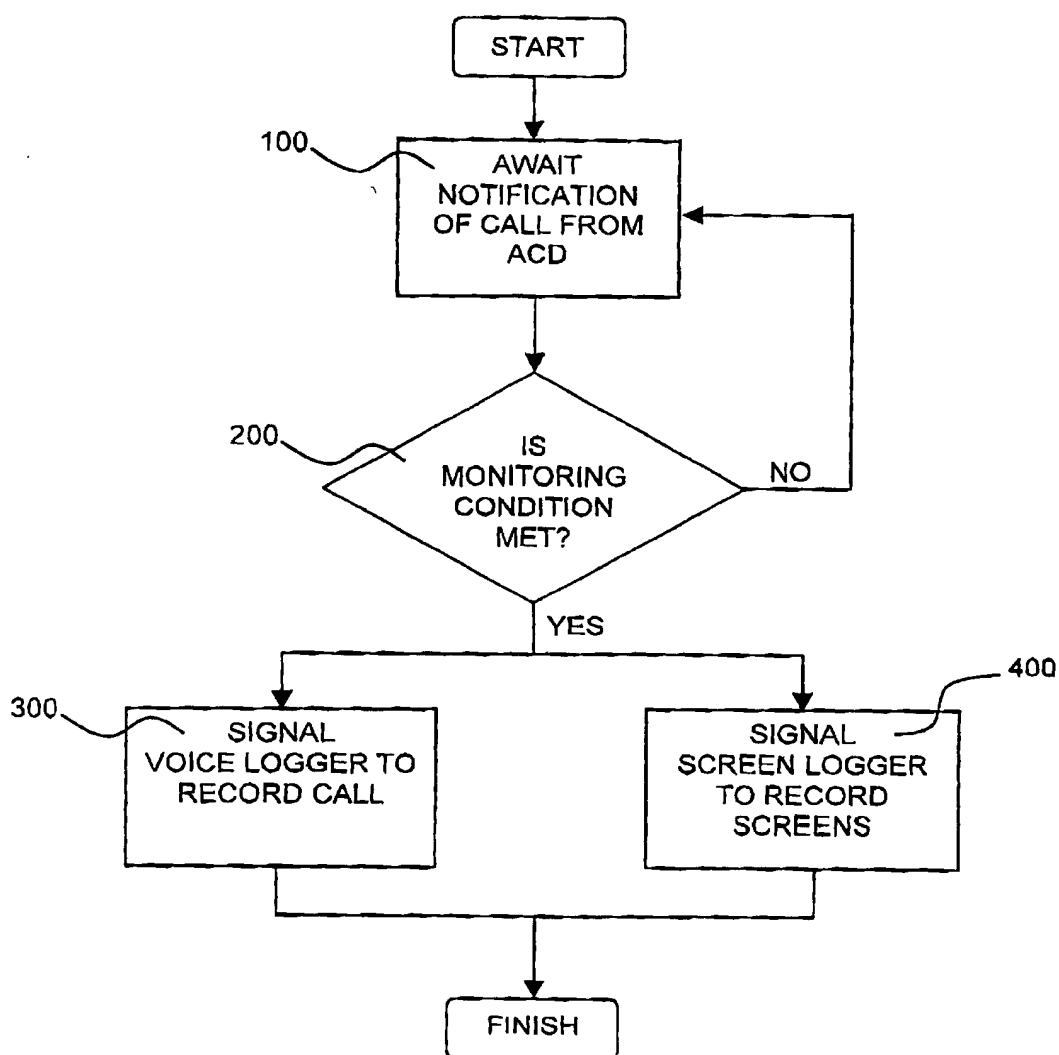 START
100
AWAIT
NOTIFICATION
OF CALL FROM
ACD
200
IS
MONITORING
CONDITION
MET?
NO
YES
300
SIGNAL
VOICE LOGGER TO
RECORD CALL
400
SIGNAL
SCREEN LOGGER
TO RECORD
SCREENS
FINISH